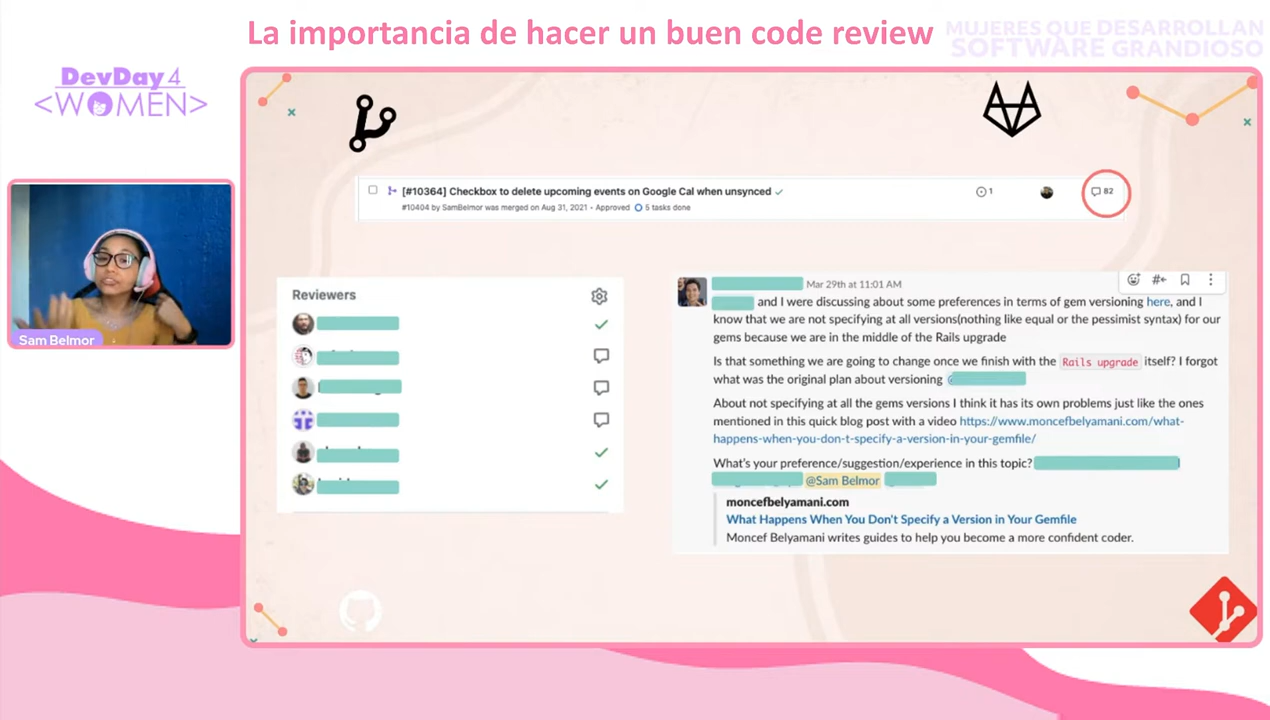 La importancia de hacer un buen code review
MUJERES QUE DESARROLLAN
SOFTWARE GRANDIOSO
DevDay4
<WOMEN>
[#10364] Checkbox to delete upcoming events on Google Cal when unsynced
1
82
#10404 by SamBelmor was merged on Aug 31, 2021 • Approved 5 tasks done
Sam Belmor
Reviewers
Mar 29th at 11:01 AM
and I were discussing about some preferences in terms of gem versioning here, and I
know that we are not specifying at all versions(nothing like equal or the pessimist syntax) for our
gems because we are in the middle of the Rails upgrade
Is that something we are going to change once we finish with the Rails upgrade itself? I forgot
what was the original plan about versioning
About not specifying at all the gems versions I think it has its own problems just like the ones
mentioned in this quick blog post with a video https://www.moncefbelyamani.com/what-
happens-when-you-don-t-specify-a-version-in-your-gemfile/
What's your preference/suggestion/experience in this topic?
@Sam Belmor
moncefbelyamani.com
What Happens When You Don't Specify a Version in Your Gemfile
Moncef Belyamani writes guides to help you become a more confident coder.